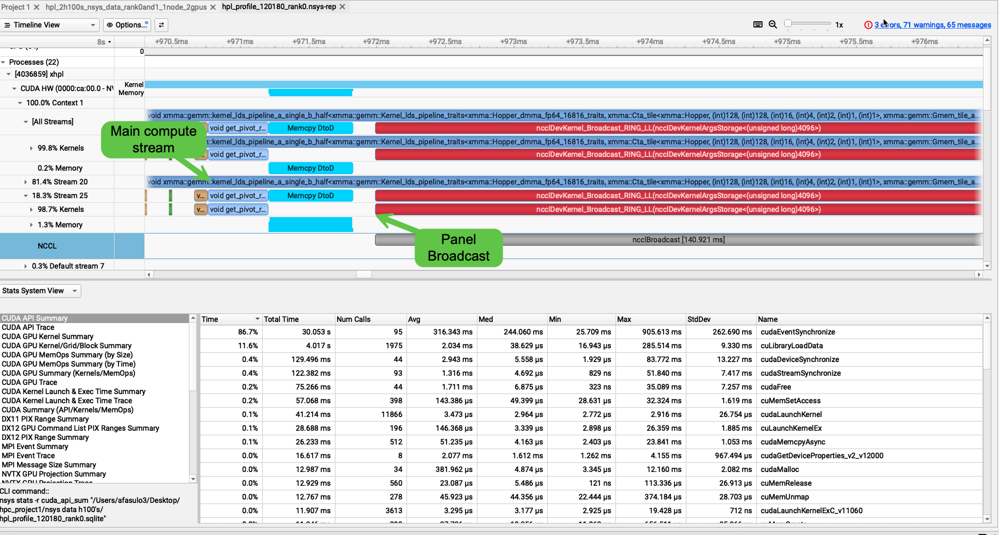 Project 1 ✕ hpl_2h100s_nsys_data_rank0and1_1node_2gpus ✕ hpl_profile_120180_rank0.nsys-rep ✕
Timeline View Options... 1x 3 errors, 71 warnings, 65 messages
8s +970.5ms +971ms +971.5ms +972ms +972.5ms +973ms +973.5ms +974ms +974.5ms +975ms +975.5ms +976ms
0
Processes (22)
[4036859] xhpl
CUDA HW (0000:ca:00.0 - NV Kernel
Memory
100.0% Context 1
void xmma::gemm::kernel_lds_pipeline_a_single_b_half<xmma::gemm::Kernel_lds_pipeline_traits<xmma::Hopper_dmma_fp64_16816_traits, xmma::Cta_tile<xmma::Hopper, (int)128, (int)128, (int)16, (int)4, (int)2, (int)1, (int)1>, xmma::gemm::Gmem_tile_a...
[All Streams]
void get_pivot_r... Memcpy DtoD ncclDevKernel_Broadcast_RING_LL(ncclDevKernelArgsStorage<(unsigned long)4096>)
Main compute
stream
::kernel_lds_pipeline_a_single_b_half<xmma::gemm::Kernel_lds_pipeline_traits<xmma::Hopper_dmma_fp64_16816_traits, xmma::Cta_tile<xmma::Hopper, (int)128, (int)128, (int)16, (int)4, (int)2, (int)1, (int)1>, xmma::gemm::Gmem_tile_a...
99.8% Kernels
void get_pivot_r... ncclDevKernel_Broadcast_RING_LL(ncclDevKernelArgsStorage<(unsigned long)4096>)
0.2% Memory Memcpy DtoD
81.4% Stream 20 void xmma::gemm::kernel_lds_pipeline_a_single_b_half<xmma::gemm::Kernel_lds_pipeline_traits<xmma::Hopper_dmma_fp64_16816_traits, xmma::Cta_tile<xmma::Hopper, (int)128, (int)128, (int)16, (int)4, (int)2, (int)1, (int)1>, xmma::gemm::Gmem_tile_a...
18.3% Stream 25 v... void get_pivot_r... Memcpy DtoD ncclDevKernel_Broadcast_RING_LL(ncclDevKernelArgsStorage<(unsigned long)4096>)
98.7% Kernels v... void get_pivot_r... ncclDevKernel_Broadcast_RING_LL(ncclDevKernelArgsStorage<(unsigned long)4096>)
1.3% Memory
NCCL ncclBroadcast [140.921 ms]
Panel
Broadcast
0.3% Default stream 7
Stats System View
CUDA API Summary
CUDA API Trace
CUDA GPU Kernel Summary
CUDA GPU Kernel/Grid/Block Summary
CUDA GPU MemOps Summary (by Size)
CUDA GPU MemOps Summary (by Time)
CUDA GPU Summary (Kernels/MemOps)
CUDA GPU Trace
CUDA Kernel Launch & Exec Time Summary
CUDA Kernel Launch & Exec Time Trace
CUDA Summary (API/Kernels/MemOps)
DX11 PIX Range Summary
DX12 GPU Command List PIX Ranges Summary
DX12 PIX Range Summary
MPI Event Summary
MPI Event Trace
MPI Message Size Summary
NVTX GPU Projection Summary
NVTX GPU Projection Trace
CLI command::
nsys stats -r cuda_api_sum "/Users/afasulo3/Desktop/
hpc_project1/nsys data h100's/
hpl_profile_120180_rank0.sqlite"
Time Total Time Num Calls Avg Med Min Max StdDev Name
86.7% 30.053 s 95 316.343 ms 244.060 ms 25.709 ms 905.613 ms 262.690 ms cudaEventSynchronize
11.6% 4.017 s 1975 2.034 ms 38.629 μs 16.943 μs 285.514 ms 9.330 ms cuLibraryLoadData
0.4% 129.496 ms 44 2.943 ms 5.558 μs 1.929 μs 83.772 ms 13.227 ms cudaDeviceSynchronize
0.4% 122.382 ms 93 1.316 ms 4.692 μs 829 ns 51.840 ms 7.417 ms cudaStreamSynchronize
0.2% 75.266 ms 44 1.711 ms 6.875 μs 323 ns 35.089 ms 7.257 ms cudaFree
0.2% 57.068 ms 398 143.386 μs 49.399 μs 28.631 μs 32.324 ms 1.619 ms cuMemSetAccess
0.1% 41.214 ms 11866 3.473 μs 2.964 μs 2.772 μs 2.916 ms 26.754 μs cudaLaunchKernel
0.1% 28.688 ms 196 146.368 μs 3.339 μs 2.898 μs 26.359 ms 1.885 ms cuLaunchKernelEx
0.1% 26.233 ms 512 51.235 μs 4.163 μs 2.403 μs 23.841 ms 1.053 ms cudaMemcpyAsync
0.0% 16.617 ms 8 2.077 ms 1.612 ms 1.262 ms 4.155 ms 967.494 μs cudaGetDeviceProperties_v2_v12000
0.0% 12.987 ms 34 381.962 μs 4.874 μs 3.345 μs 12.160 ms 2.082 ms cudaMalloc
0.0% 12.929 ms 560 23.087 μs 5.486 μs 121 ns 113.336 μs 26.913 μs cuMemRelease
0.0% 12.767 ms 278 45.923 μs 44.356 μs 22.444 μs 374.184 μs 28.703 μs cuMemUnmap
0.0% 11.907 ms 3613 3.295 μs 3.177 μs 2.925 μs 19.428 μs 712 ns cudaLaunchKernelExC_v11060